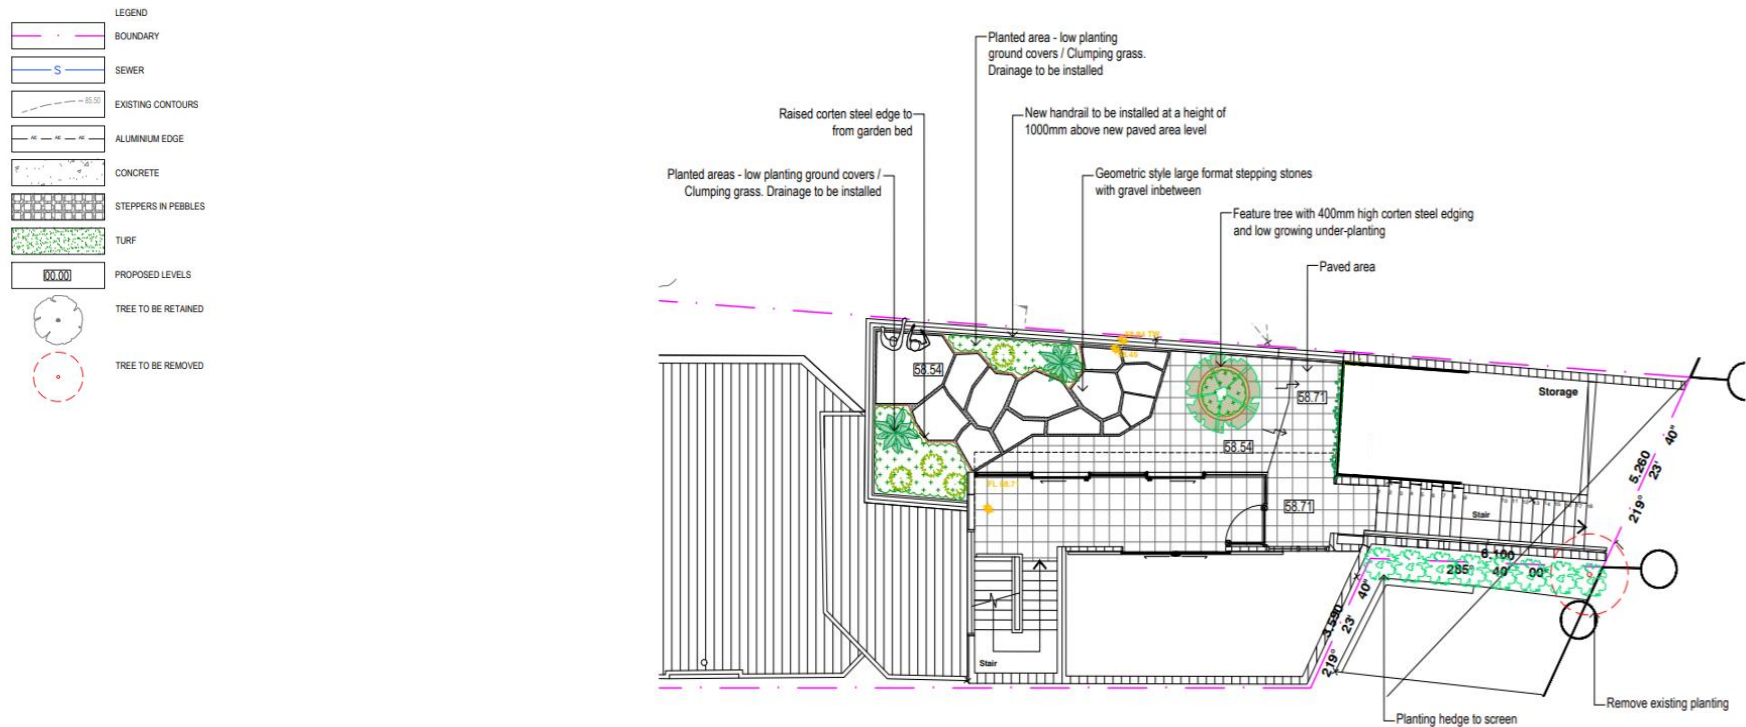 LEGEND
BOUNDARY
S
SEWER
85.50
EXISTING CONTOURS
AE AE AE
ALUMINIUM EDGE
CONCRETE
STEPPERS IN PEBBLES
TURF
00.00
PROPOSED LEVELS
TREE TO BE RETAINED
TREE TO BE REMOVED
Planted area - low planting
ground covers / Clumping grass.
Drainage to be installed
Raised corten steel edge to
from garden bed
New handrail to be installed at a height of
1000mm above new paved area level
Planted areas - low planting ground covers /
Clumping grass. Drainage to be installed
Geometric style large format stepping stones
with gravel inbetween
Feature tree with 400mm high corten steel edging
and low growing under-planting
Paved area
58.54
58.71
58.54
58.71
Storage
Stair
5.260
219° 23' 40"
6.100
285° 40' 00"
3.590
219° 23' 40"
Stair
Remove existing planting
Planting hedge to screen